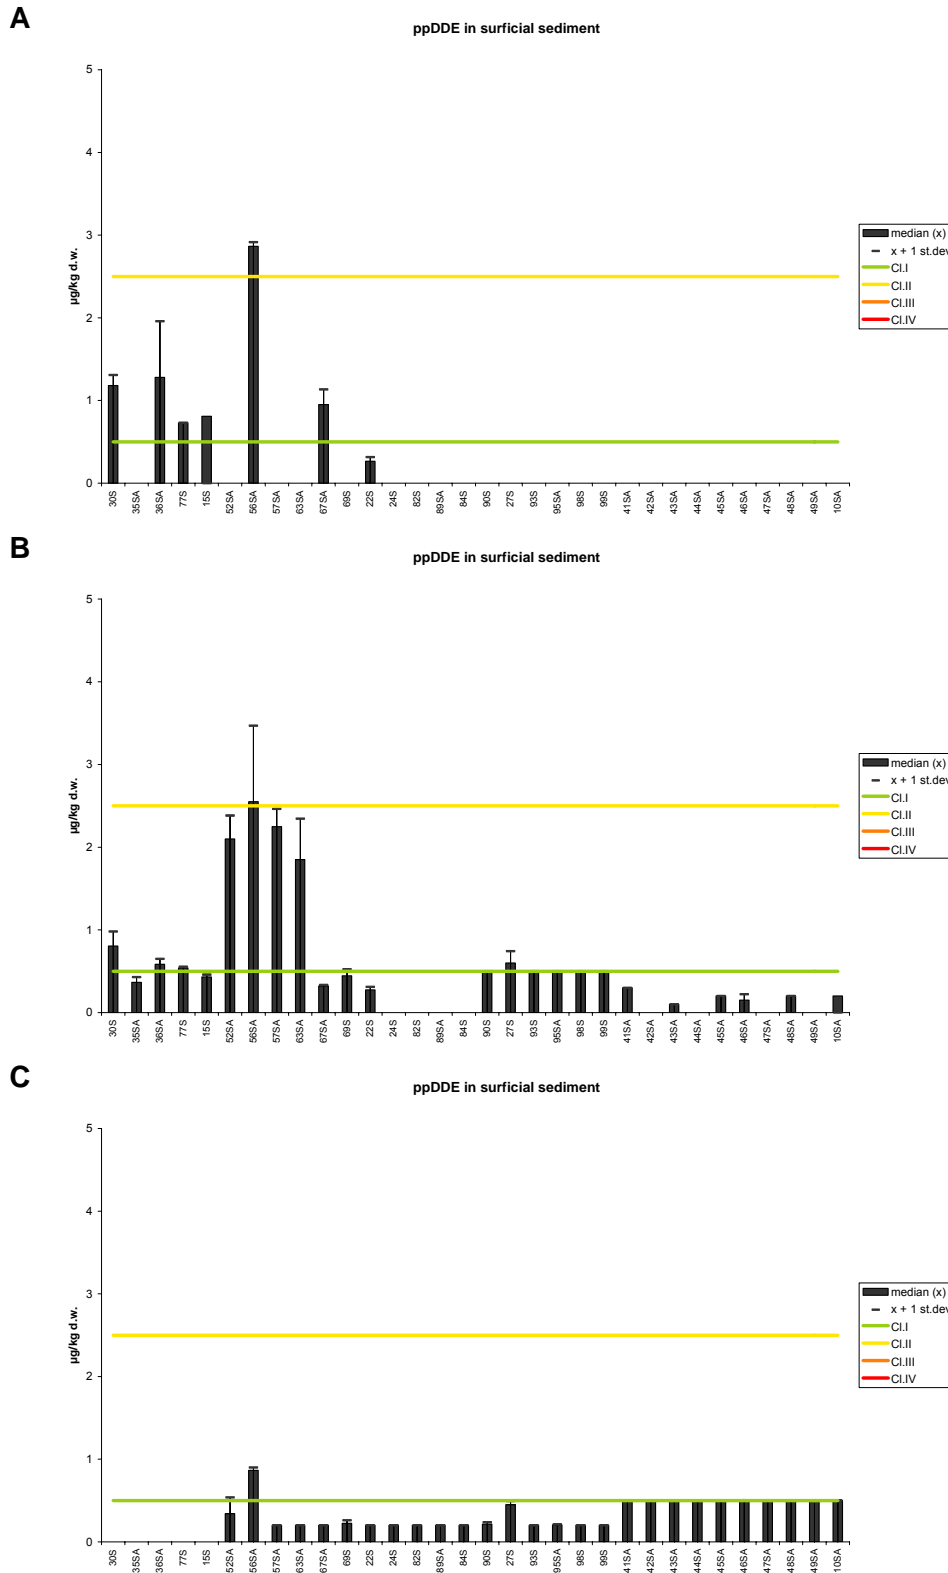 A
ppDDE in surficial sediment
5
4
3
2
1
0
µg/kg d.w.
30S 35SA 36SA 77S 15S 52SA 56SA 57SA 63SA 67SA 69S 22S 24S 82S 89SA 84S 90S 27S 93S 95SA 98S 99S 41SA 42SA 43SA 44SA 45SA 46SA 47SA 48SA 49SA 10SA
median (x)
x + 1 st.dev
Cl.I
Cl.II
Cl.III
Cl.IV
B
ppDDE in surficial sediment
5
4
3
2
1
0
µg/kg d.w.
30S 35SA 36SA 77S 15S 52SA 56SA 57SA 63SA 67SA 69S 22S 24S 82S 89SA 84S 90S 27S 93S 95SA 98S 99S 41SA 42SA 43SA 44SA 45SA 46SA 47SA 48SA 49SA 10SA
median (x)
x + 1 st.dev
Cl.I
Cl.II
Cl.III
Cl.IV
C
ppDDE in surficial sediment
5
4
3
2
1
0
µg/kg d.w.
30S 35SA 36SA 77S 15S 52SA 56SA 57SA 63SA 67SA 69S 22S 24S 82S 89SA 84S 90S 27S 93S 95SA 98S 99S 41SA 42SA 43SA 44SA 45SA 46SA 47SA 48SA 49SA 10SA
median (x)
x + 1 st.dev
Cl.I
Cl.II
Cl.III
Cl.IV